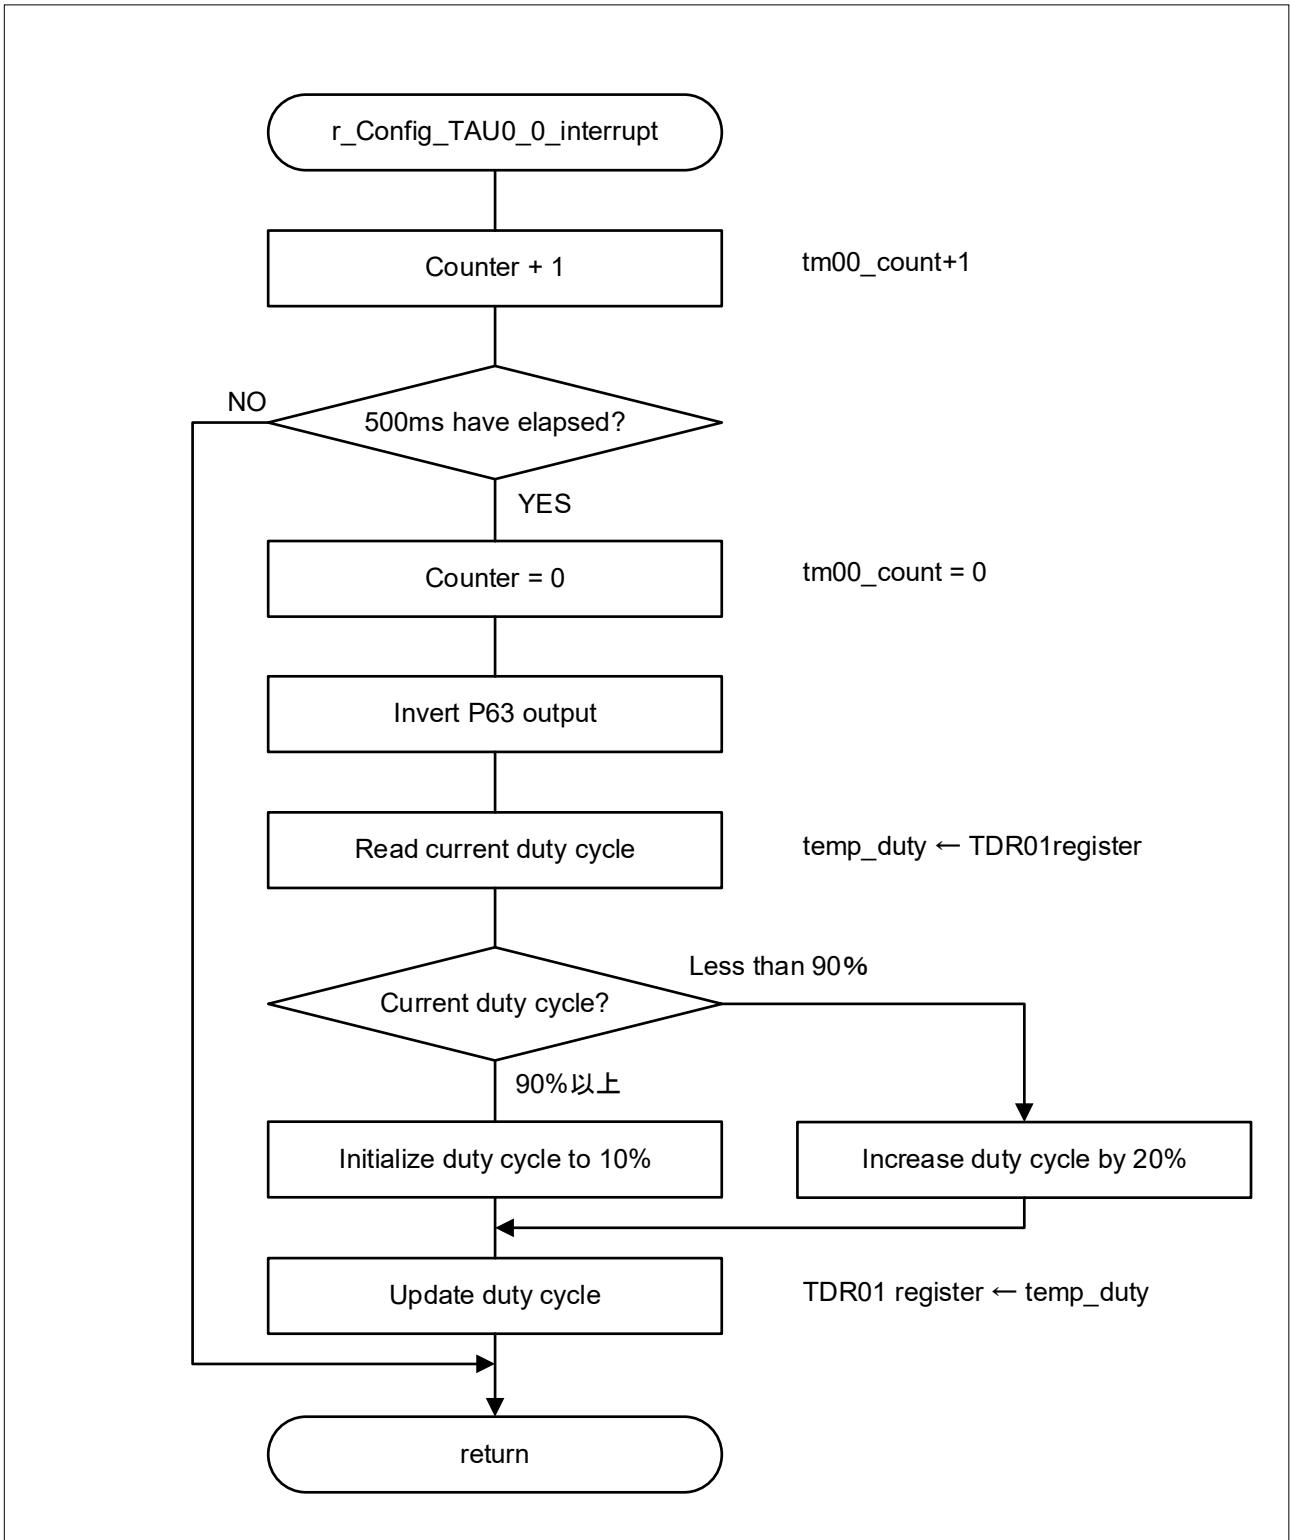 r_Config_TAU0_0_interrupt
Counter + 1
tm00_count+1
NO
500ms have elapsed?
YES
Counter = 0
tm00_count = 0
Invert P63 output
Read current duty cycle
temp_duty ← TDR01register
Less than 90%
Current duty cycle?
90%以上
Initialize duty cycle to 10%
Increase duty cycle by 20%
Update duty cycle
TDR01 register ← temp_duty
return